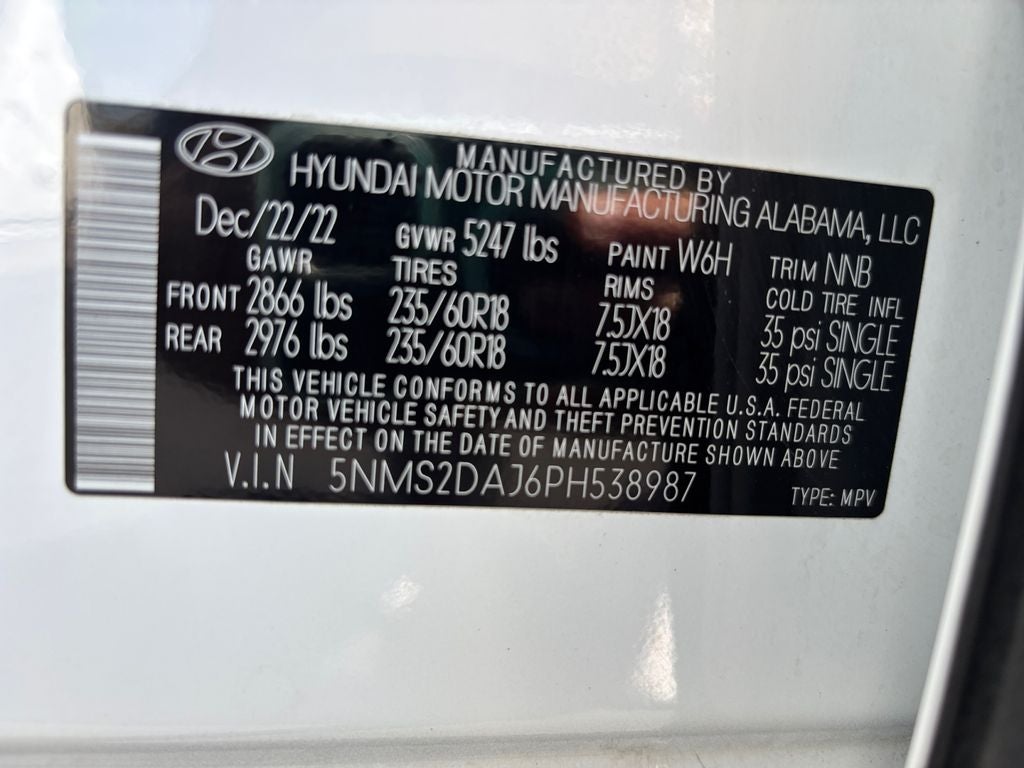 MANUFACTURED BY
HYUNDAI MOTOR MANUFACTURING ALABAMA, LLC
Dec/22/22 GVWR 5247 lbs PAINT W6H TRIM NNB
GAWR TIRES RIMS COLD TIRE INFL
FRONT 2866 lbs 235/60R18 7.5JX18 35 psi SINGLE
REAR 2976 lbs 235/60R18 7.5JX18 35 psi SINGLE
THIS VEHICLE CONFORMS TO ALL APPLICABLE U.S.A. FEDERAL
MOTOR VEHICLE SAFETY AND THEFT PREVENTION STANDARDS
IN EFFECT ON THE DATE OF MANUFACTURE SHOWN ABOVE
V.I.N 5NMS2DAJ6PH538987 TYPE: MPV